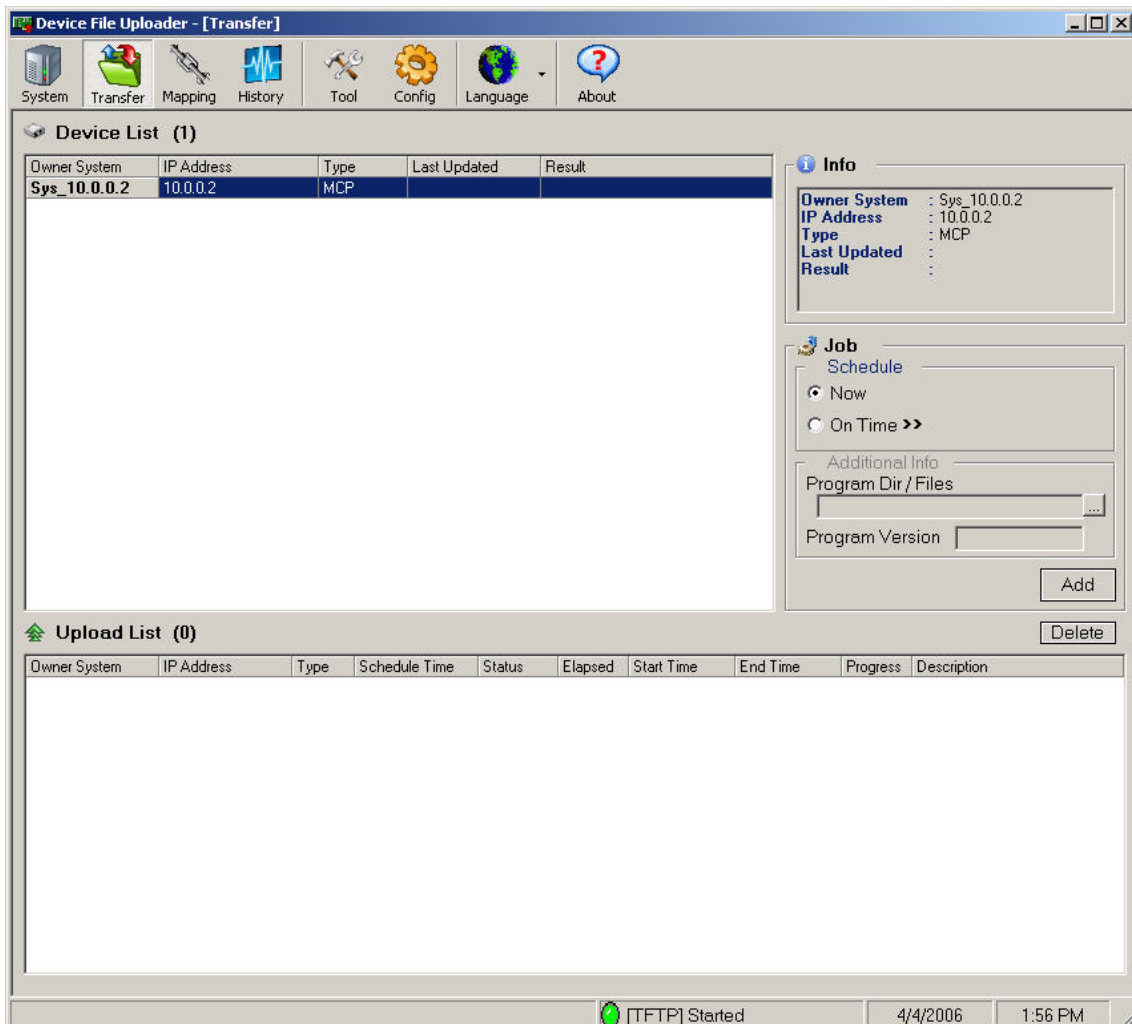 Device File Uploader - [Transfer]
System Transfer Mapping History Tool Config Language About
Device List (1)
Owner System IP Address Type Last Updated Result
Sys_10.0.0.2 10.0.0.2 MCP
Info
Owner System : Sys_10.0.0.2
IP Address : 10.0.0.2
Type : MCP
Last Updated :
Result :
Job
Schedule
Now
On Time >>
Additional Info
Program Dir / Files
...
Program Version
Add
Upload List (0)
Delete
Owner System IP Address Type Schedule Time Status Elapsed Start Time End Time Progress Description
[TFTP] Started 4/4/2006 1:56 PM